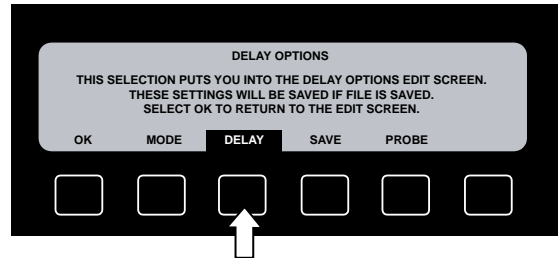 DELAY OPTIONS
THIS SELECTION PUTS YOU INTO THE DELAY OPTIONS EDIT SCREEN.
THESE SETTINGS WILL BE SAVED IF FILE IS SAVED.
SELECT OK TO RETURN TO THE EDIT SCREEN.
OK MODE DELAY SAVE PROBE